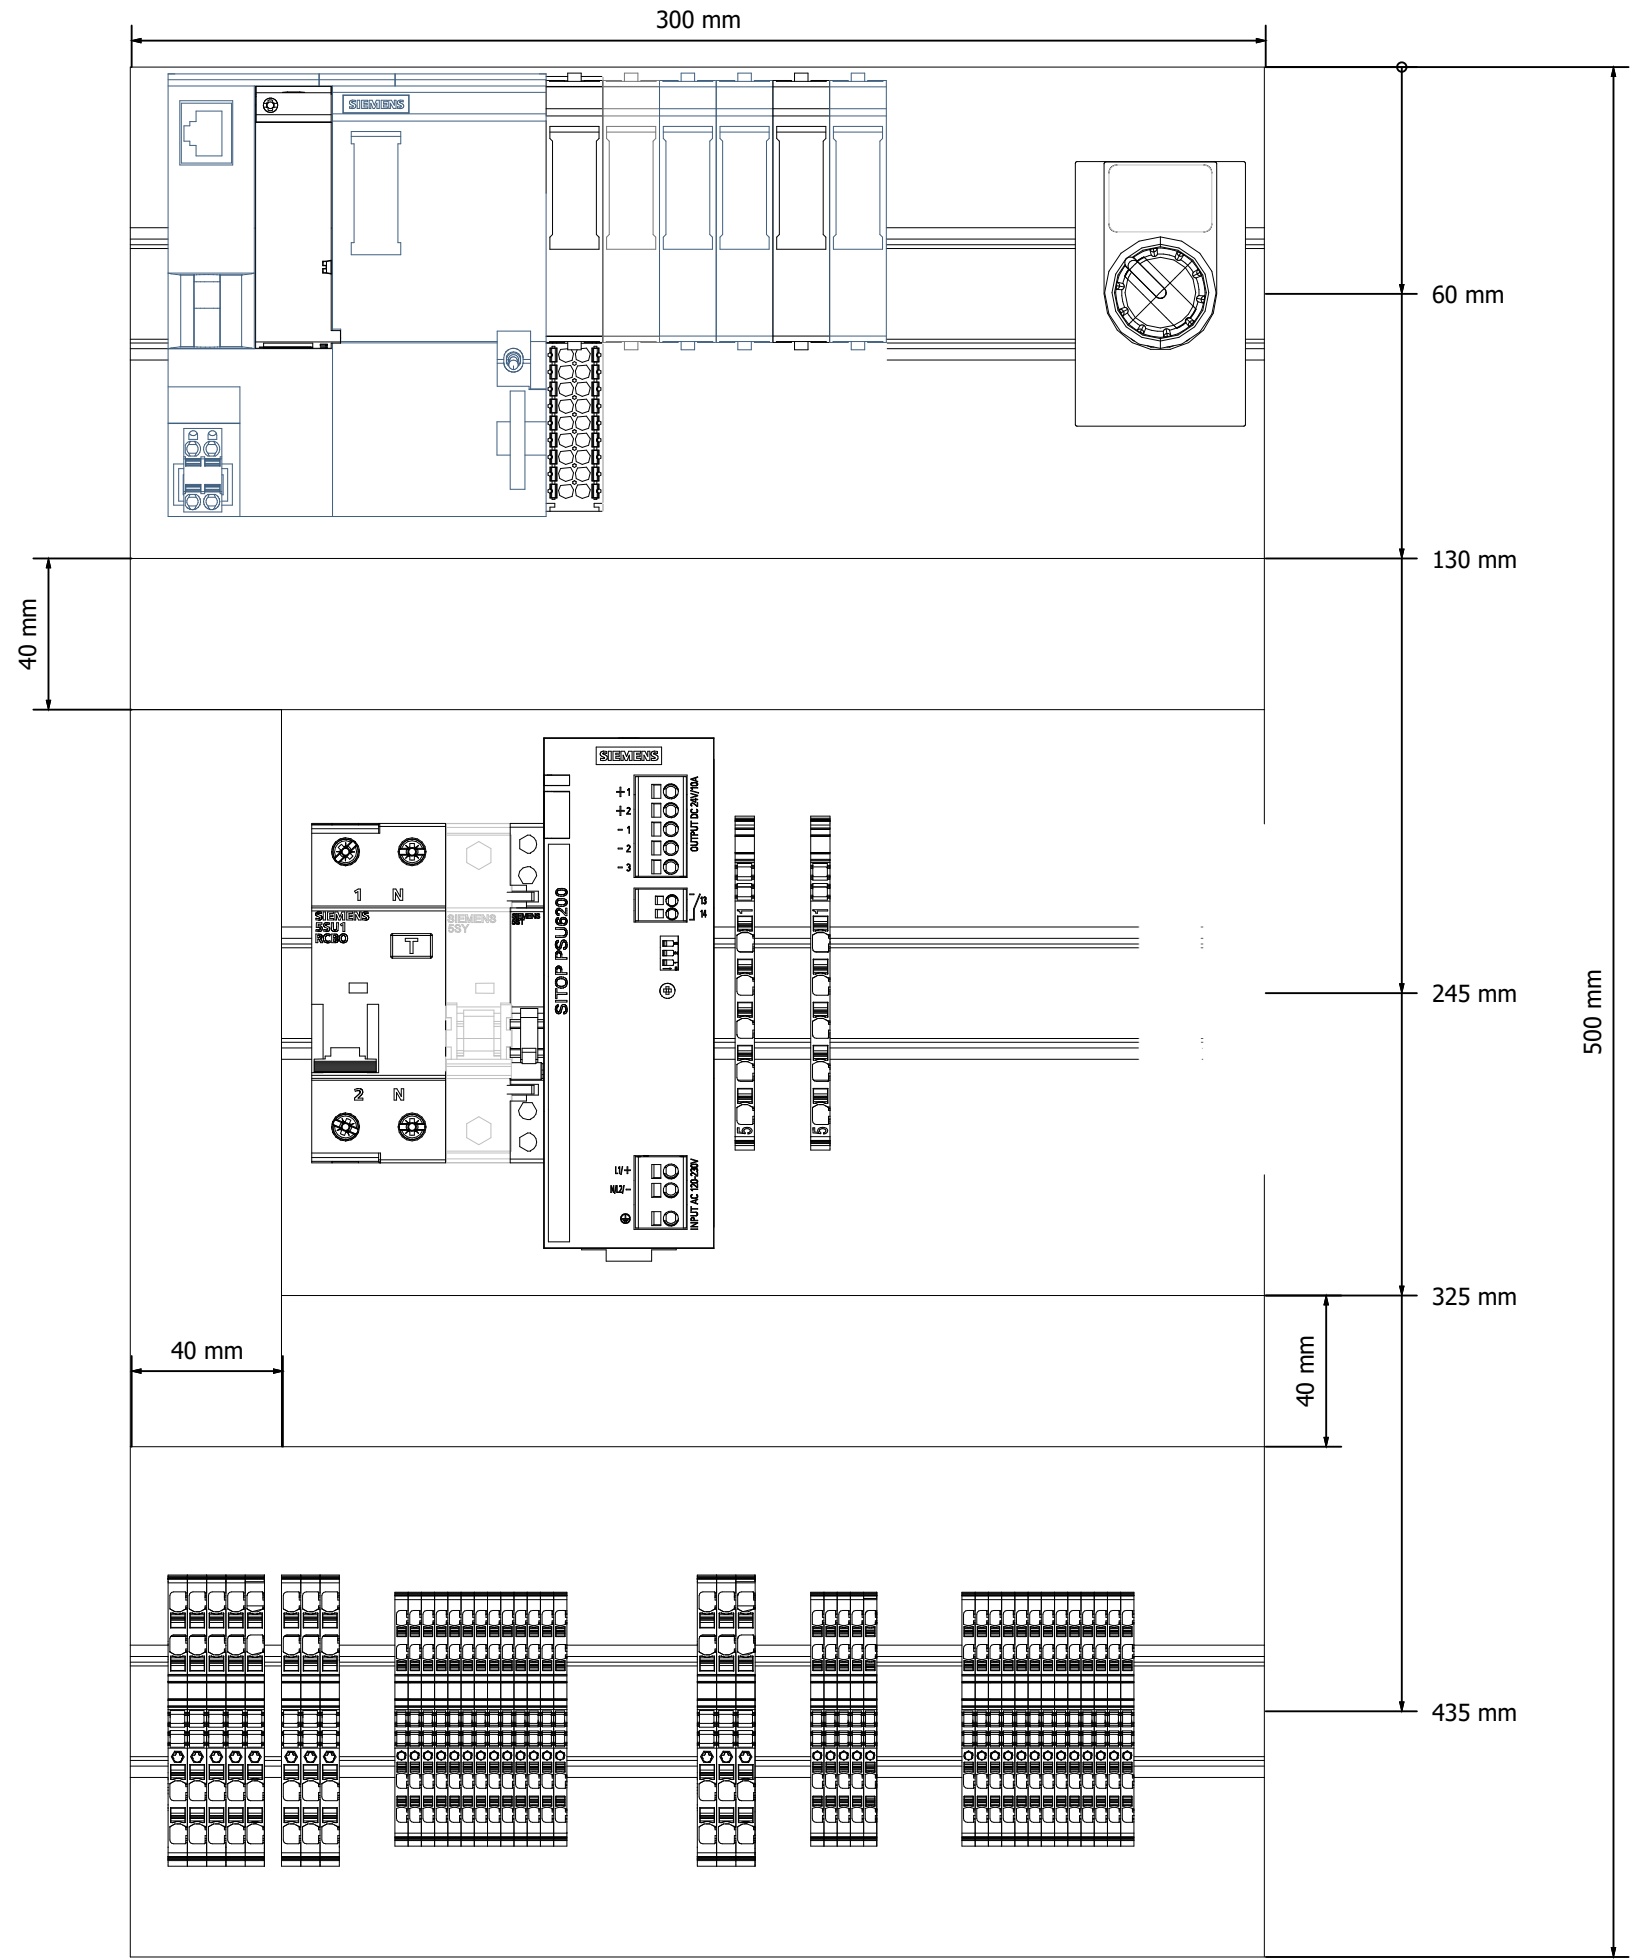 300 mm
SIEMENS
60 mm
130 mm
40 mm
SIEMENS
+1
+2
- 1
- 2
- 3
OUTPUT DC 24V/10A
13
14
1 N
SIEMENS
5SU1
RCBO
T
SIEMENS
5SY
SIEMENS
5ST
SITOP PSU6200
1
1
245 mm
500 mm
2 N
5
5
L1/+
N/L2/-
INPUT AC 120-230V
325 mm
40 mm
40 mm
435 mm